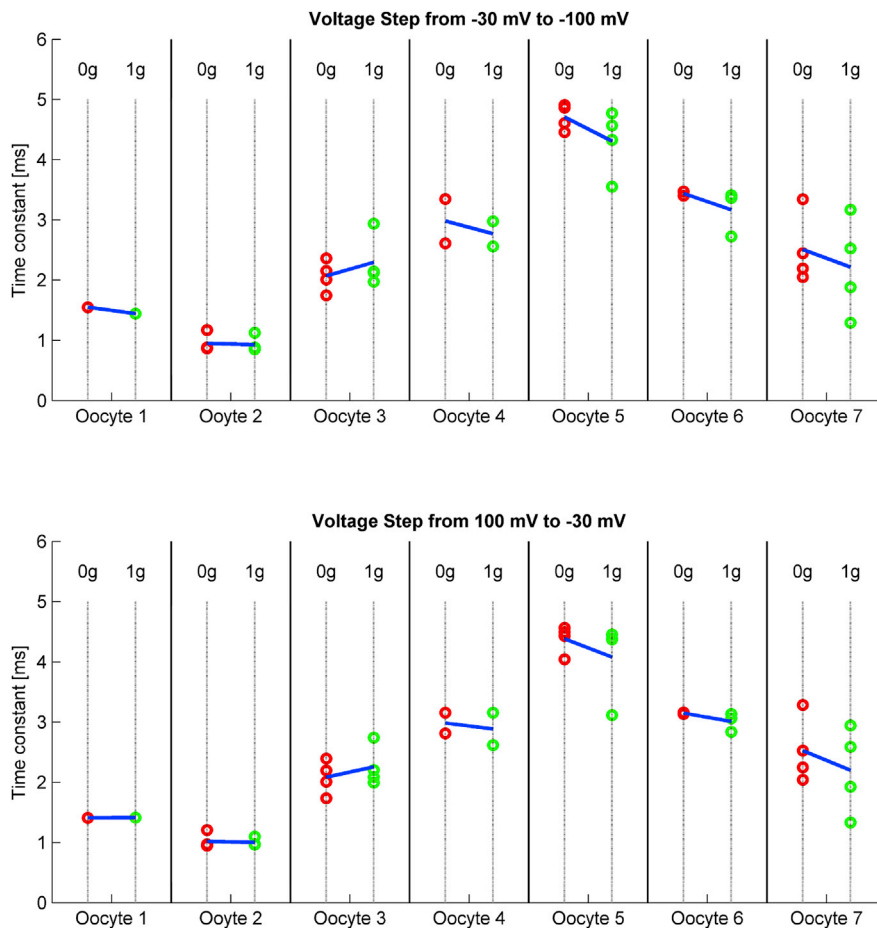 Voltage Step from -30 mV to -100 mV
6
0g 1g 0g 1g 0g 1g 0g 1g 0g 1g 0g 1g 0g 1g
5
4
3
2
1
0
Time constant [ms]
Oocyte 1 Ooyte 2 Oocyte 3 Oocyte 4 Oocyte 5 Oocyte 6 Oocyte 7
Voltage Step from 100 mV to -30 mV
6
0g 1g 0g 1g 0g 1g 0g 1g 0g 1g 0g 1g 0g 1g
5
4
3
2
1
0
Time constant [ms]
Oocyte 1 Ooyte 2 Oocyte 3 Oocyte 4 Oocyte 5 Oocyte 6 Oocyte 7